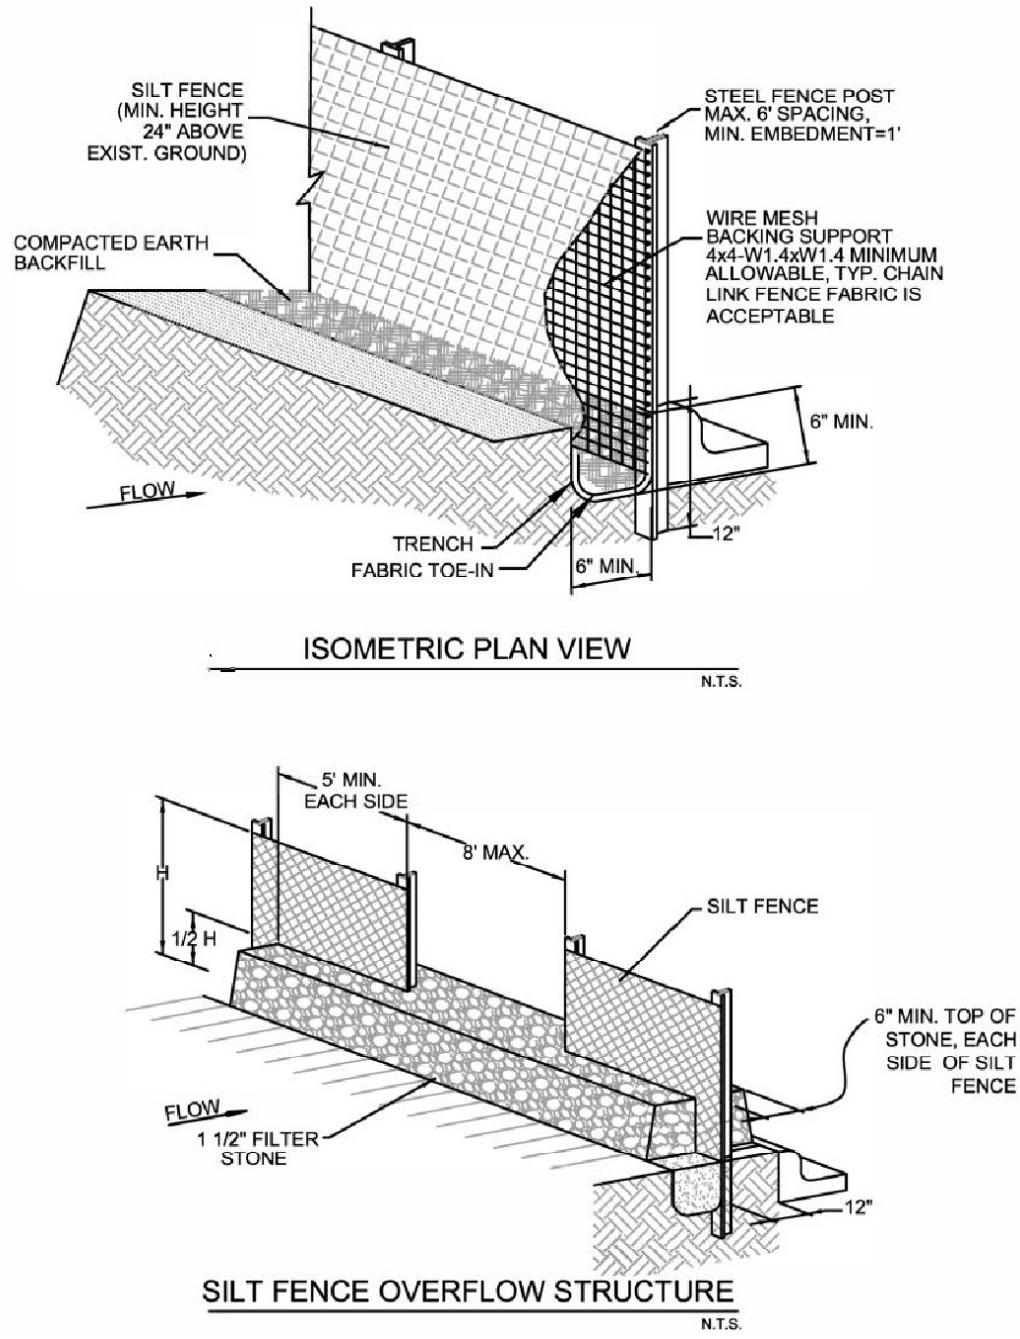 SILT FENCE
(MIN. HEIGHT
24" ABOVE
EXIST. GROUND)
STEEL FENCE POST
MAX. 6' SPACING,
MIN. EMBEDMENT=1'
COMPACTED EARTH
BACKFILL
WIRE MESH
BACKING SUPPORT
4x4-W1.4xW1.4 MINIMUM
ALLOWABLE, TYP. CHAIN
LINK FENCE FABRIC IS
ACCEPTABLE
6" MIN.
FLOW
TRENCH
FABRIC TOE-IN
12"
6" MIN.
ISOMETRIC PLAN VIEW
N.T.S.
5' MIN.
EACH SIDE
8' MAX.
H
1/2 H
SILT FENCE
6" MIN. TOP OF
STONE, EACH
SIDE OF SILT
FENCE
FLOW
1 1/2" FILTER
STONE
12"
SILT FENCE OVERFLOW STRUCTURE
N.T.S.